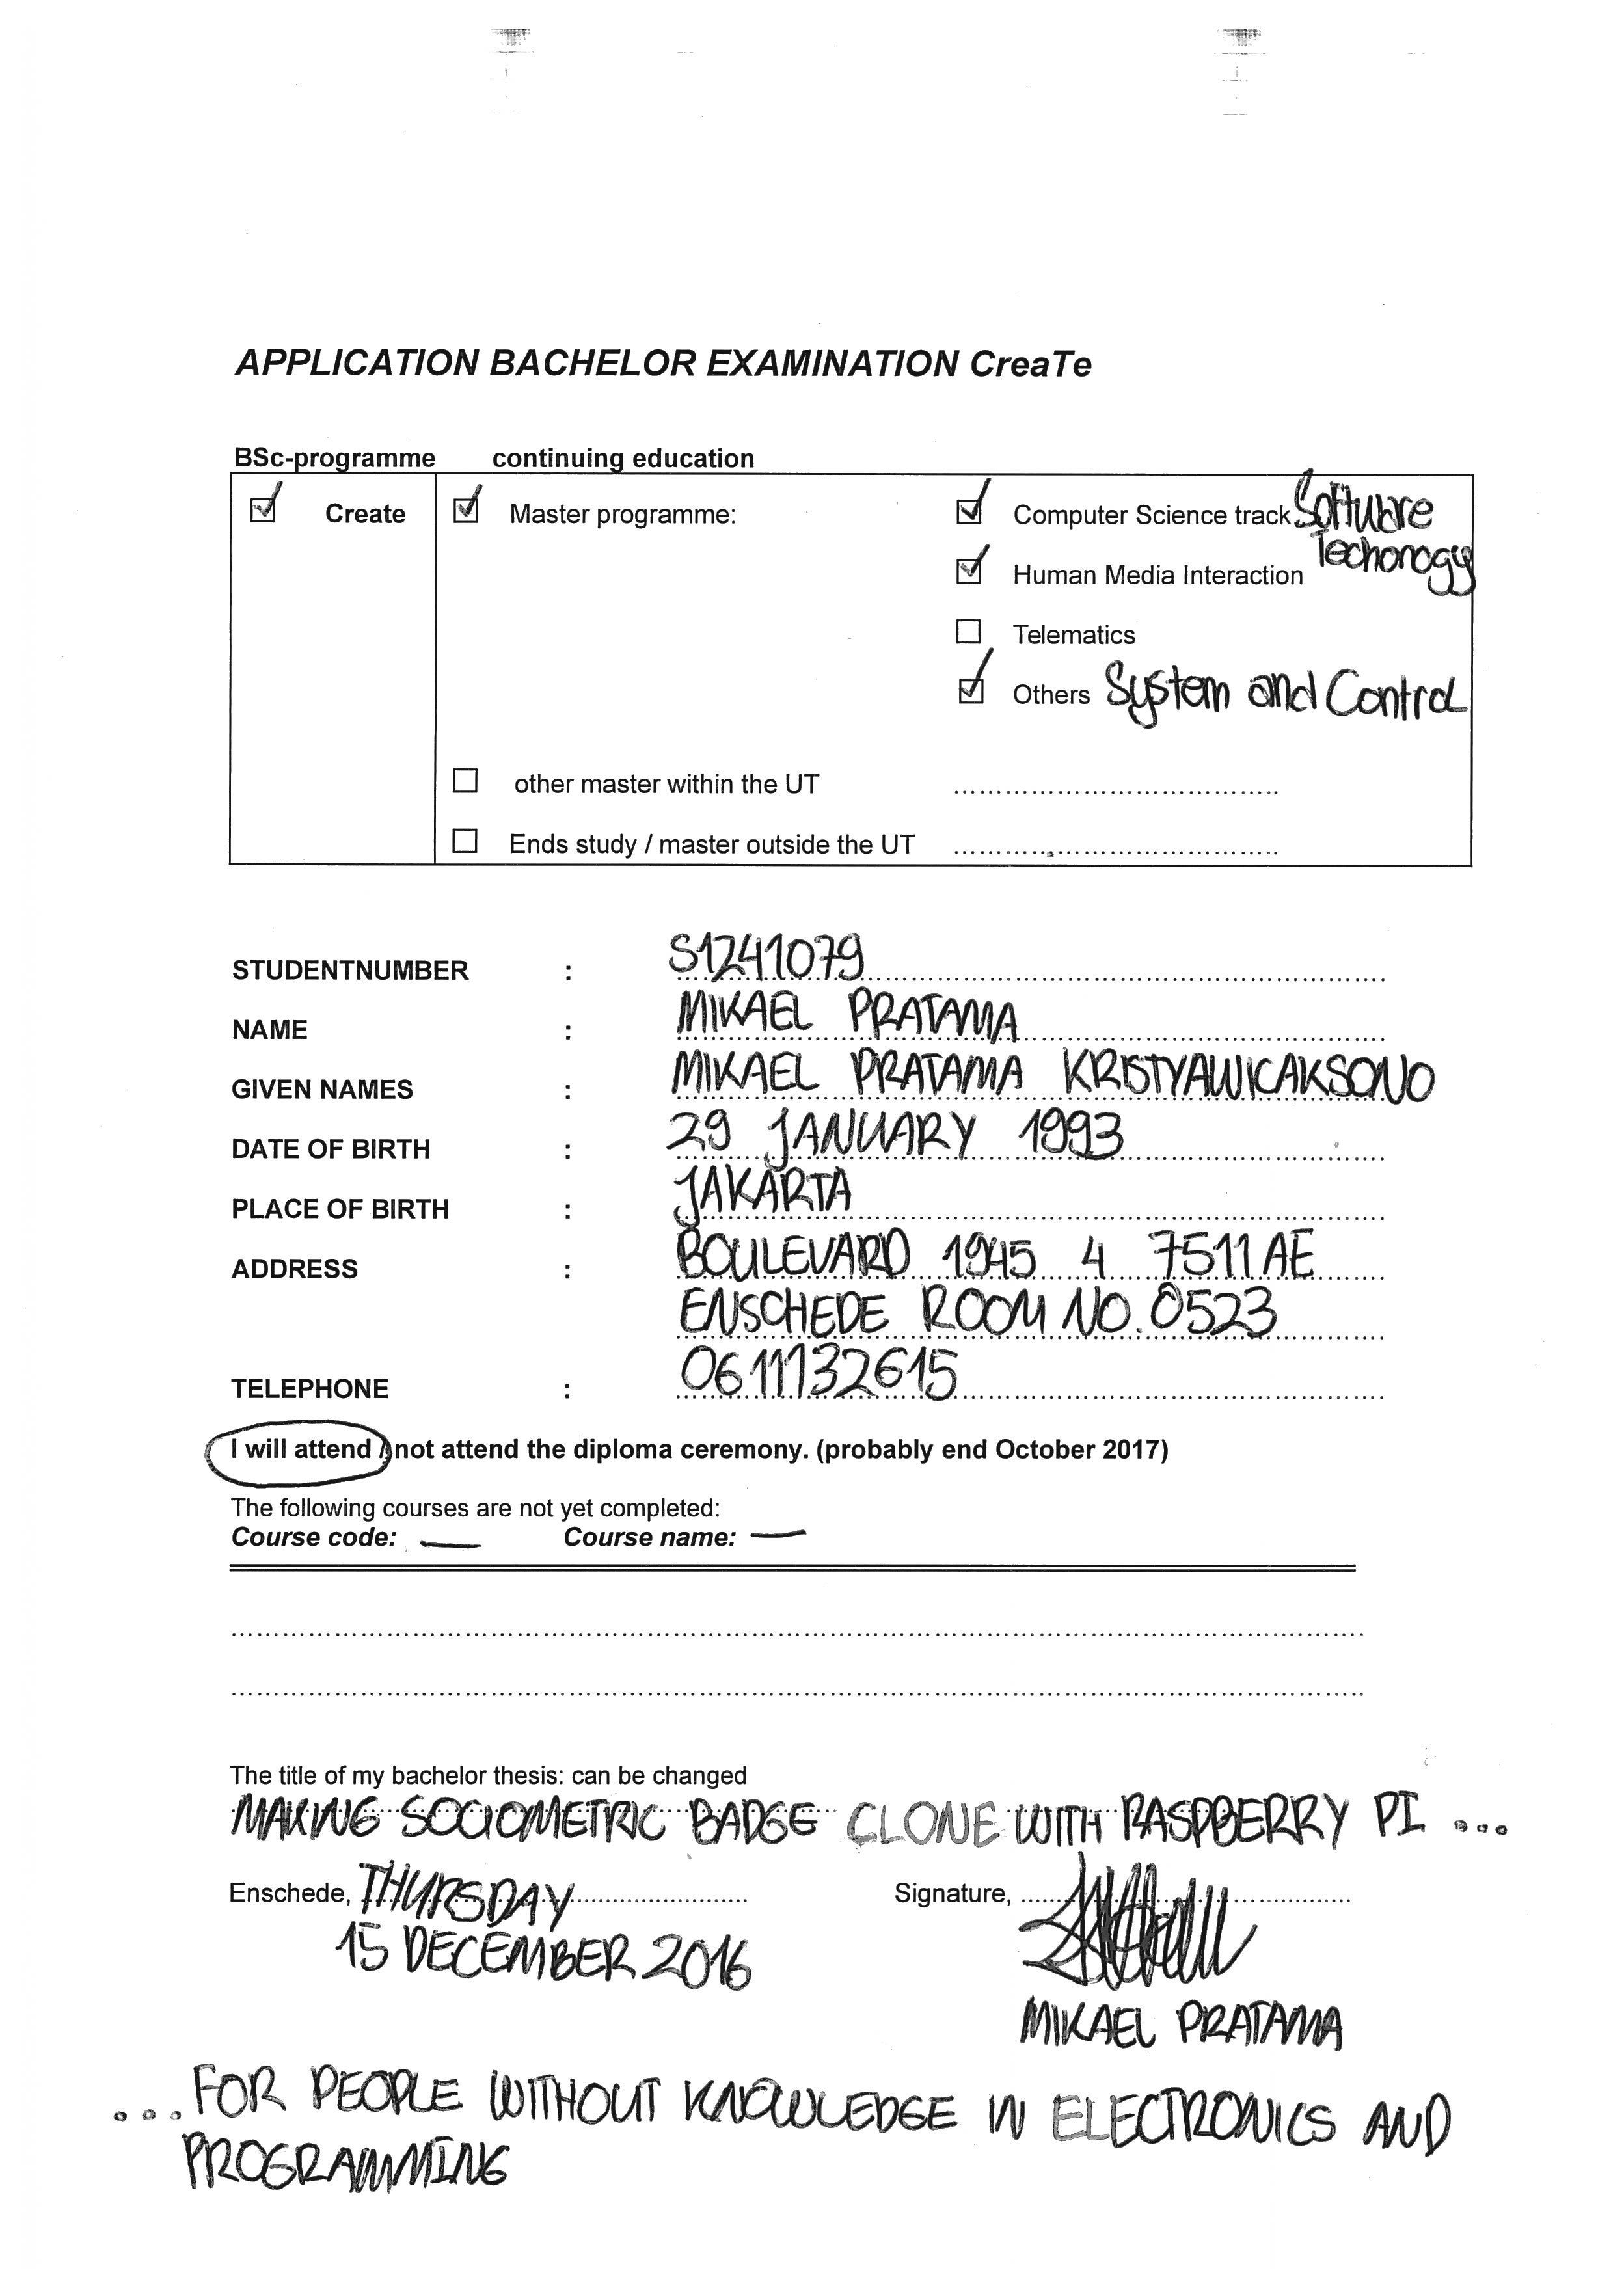 APPLICATION BACHELOR EXAMINATION CreaTe
BSc-programme continuing education
Create Master programme: Computer Science track Software
Techonogy
Human Media Interaction
Telematics
Others System and Control
other master within the UT ....................................
Ends study / master outside the UT ....................................
STUDENTNUMBER : S1241079
NAME : MIKAEL PRATAMA
GIVEN NAMES : MIKAEL PRATAMA KRISTYAWICAKSONO
DATE OF BIRTH : 29 JANUARY 1993
PLACE OF BIRTH : JAKARTA
ADDRESS : BOULEVARD 1945 4 7511AE
ENSCHEDE ROOM NO. 0523
TELEPHONE : 0611132615
I will attend / not attend the diploma ceremony. (probably end October 2017)
The following courses are not yet completed:
Course code: — Course name: —
The title of my bachelor thesis: can be changed
MAKING SOCIOMETRIC BADGE CLONE WITH RASPBERRY PI ...
Enschede, THURSDAY Signature,
15 DECEMBER 2016
MIKAEL PRATAMA
... FOR PEOPLE WITHOUT KNOWLEDGE IN ELECTRONICS AND
PROGRAMMING